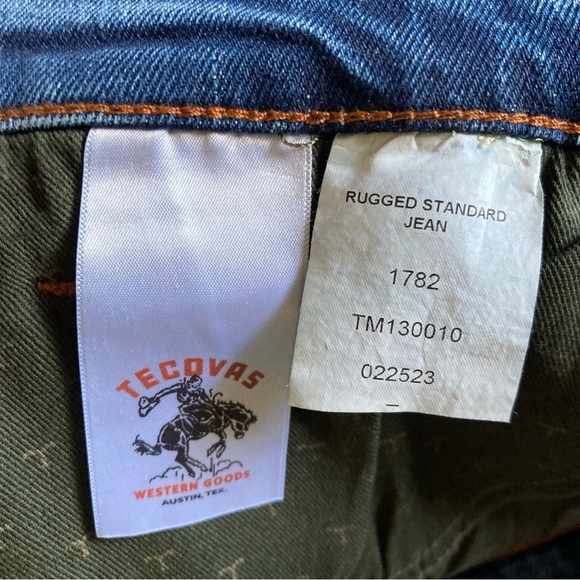 TECOVAS
WESTERN GOODS
AUSTIN, TEX.
RUGGED STANDARD
JEAN
1782
TM130010
022523